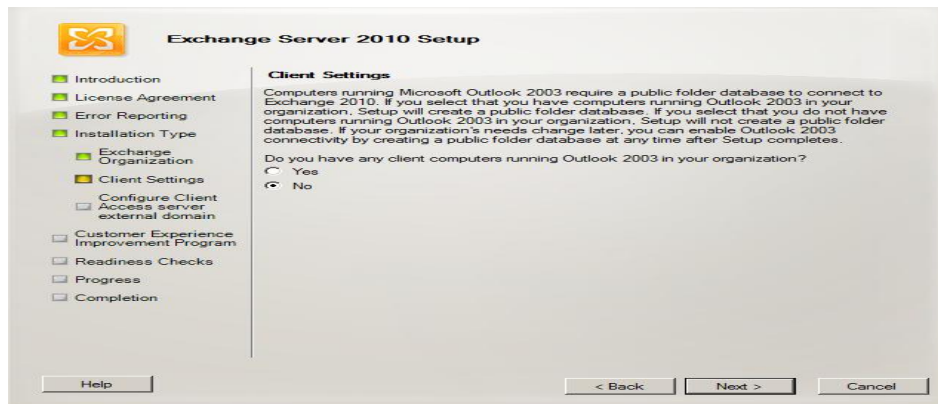 Exchange Server 2010 Setup
Introduction
License Agreement
Error Reporting
Installation Type
Exchange
Organization
Client Settings
Configure Client
Access server
external domain
Customer Experience
Improvement Program
Readiness Checks
Progress
Completion
Client Settings
Computers running Microsoft Outlook 2003 require a public folder database to connect to
Exchange 2010. If you select that you have computers running Outlook 2003 in your
organization, Setup will create a public folder database. If you select that you do not have
computers running Outlook 2003 in your organization, Setup will not create a public folder
database. If your organization's needs change later, you can enable Outlook 2003
connectivity by creating a public folder database at any time after Setup completes.
Do you have any client computers running Outlook 2003 in your organization?
Yes
No
Help
< Back
Next >
Cancel